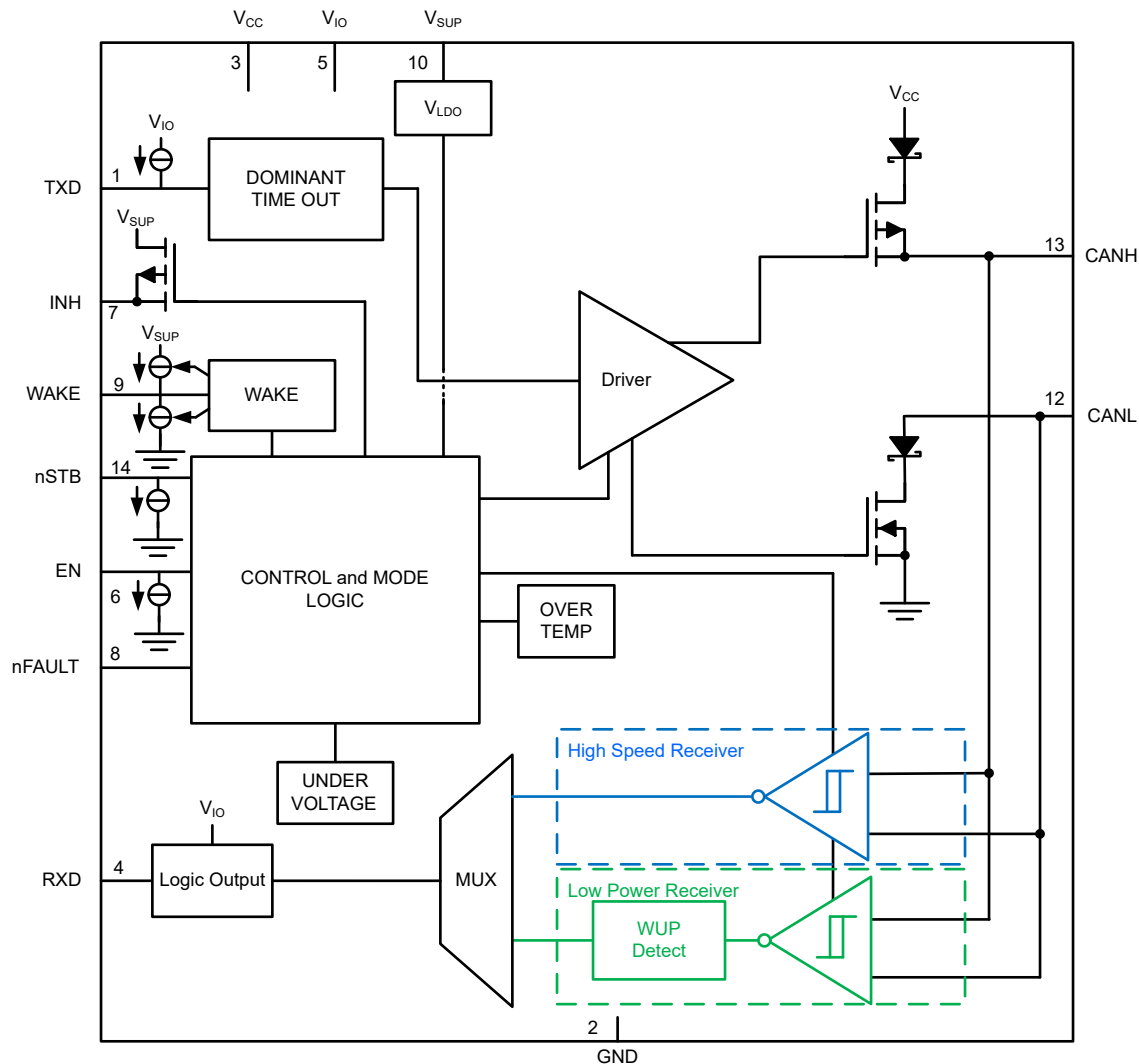 VCC
VIO
VSUP
3
5
10
VLDO
VCC
VIO
TXD
1
DOMINANT
TIME OUT
VSUP
INH
7
13
CANH
VSUP
WAKE
9
WAKE
Driver
12
CANL
nSTB
14
EN
6
CONTROL and MODE
LOGIC
OVER
TEMP
nFAULT
8
High Speed Receiver
UNDER
VOLTAGE
VIO
RXD
4
Logic Output
MUX
Low Power Receiver
WUP
Detect
2
GND